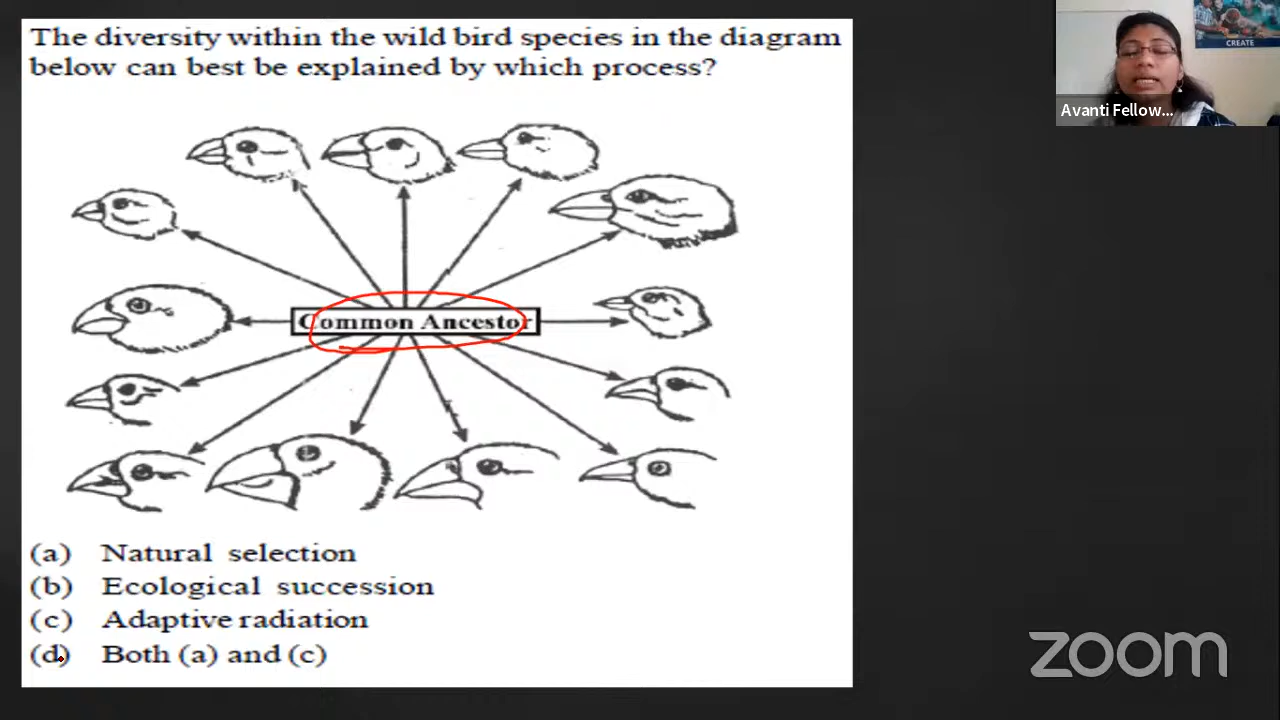 The diversity within the wild bird species in the diagram
below can best be explained by which process?
Common Ancestor
(a) Natural selection
(b) Ecological succession
(c) Adaptive radiation
(d) Both (a) and (c)
CREATE
Avanti Fellow...
zoom